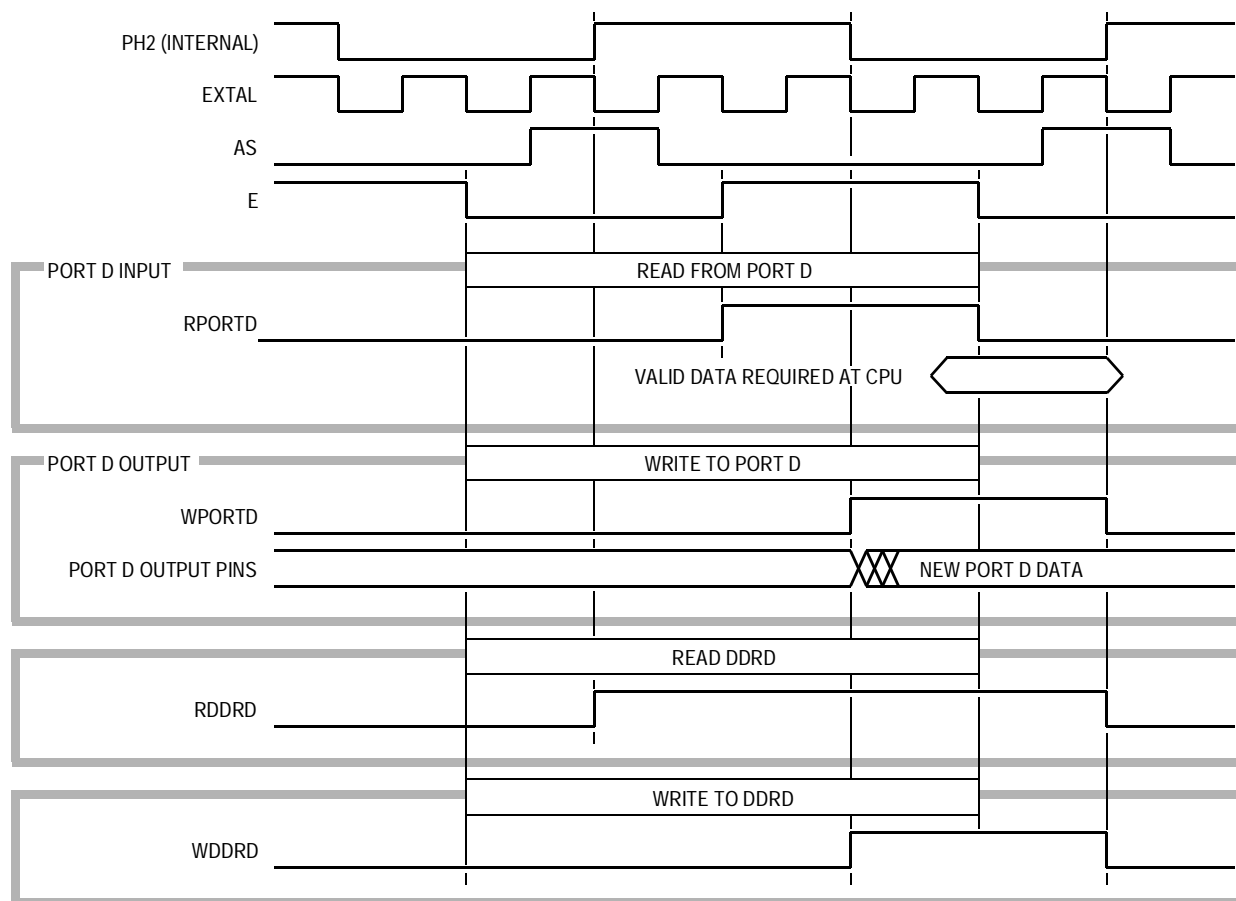 PH2 (INTERNAL)
EXTAL
AS
E
PORT D INPUT
READ FROM PORT D
RPORTD
VALID DATA REQUIRED AT CPU
PORT D OUTPUT
WRITE TO PORT D
WPORTD
PORT D OUTPUT PINS
NEW PORT D DATA
READ DDRD
RDDRD
WRITE TO DDRD
WDDRD